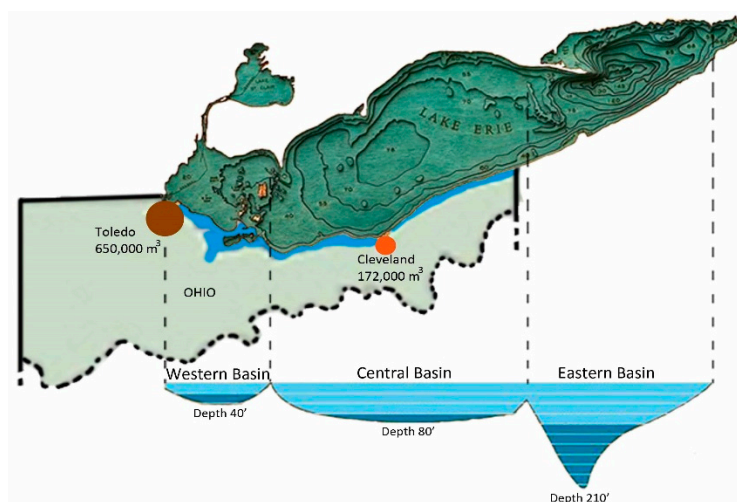 LAKE ERIE
Toledo
650,000 m³
Cleveland
172,000 m³
OHIO
Western Basin
Central Basin
Eastern Basin
Depth 40′
Depth 80′
Depth 210′